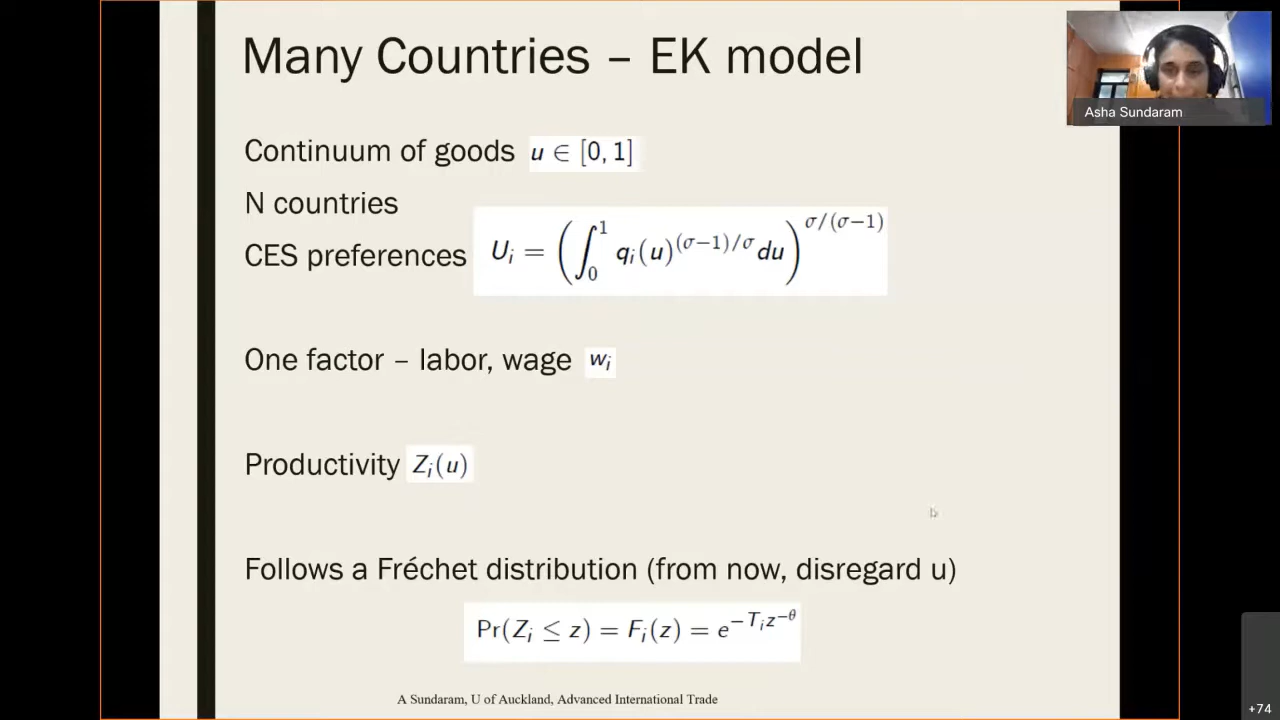 Many Countries – EK model
Asha Sundaram
Continuum of goods u ∈ [0, 1]
N countries
CES preferences U_i = (∫_0^1 q_i(u)^{(σ−1)/σ} du)^{σ/(σ−1)}
One factor – labor, wage w_i
Productivity Z_i(u)
Follows a Fréchet distribution (from now, disregard u)
Pr(Z_i ≤ z) = F_i(z) = e^{−T_i z^{−θ}}
A Sundaram, U of Auckland, Advanced International Trade
+74